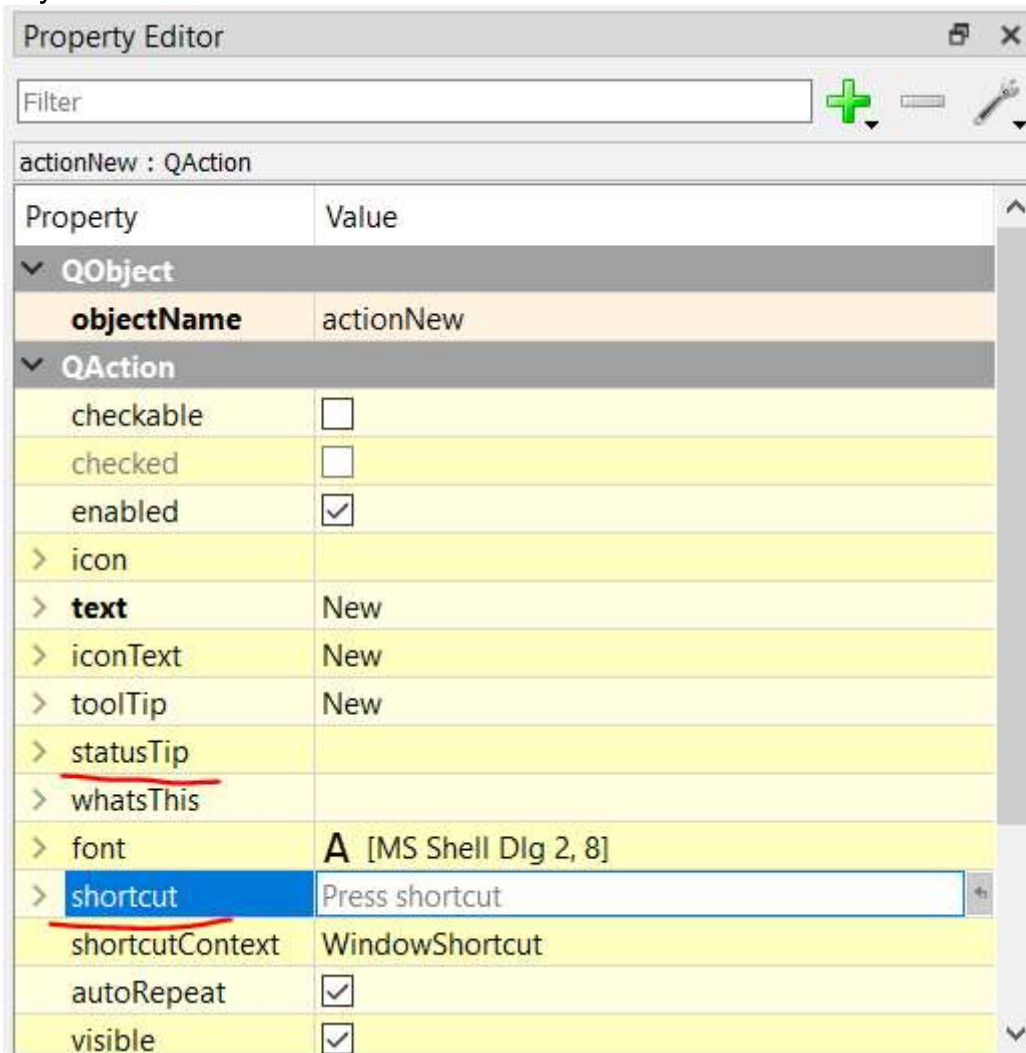 Property Editor
Filter
actionNew : QAction
Property Value
QObject
objectName actionNew
QAction
checkable
checked
enabled
icon
text New
iconText New
toolTip New
statusTip
whatsThis
font A [MS Shell Dlg 2, 8]
shortcut Press shortcut
shortcutContext WindowShortcut
autoRepeat
visible